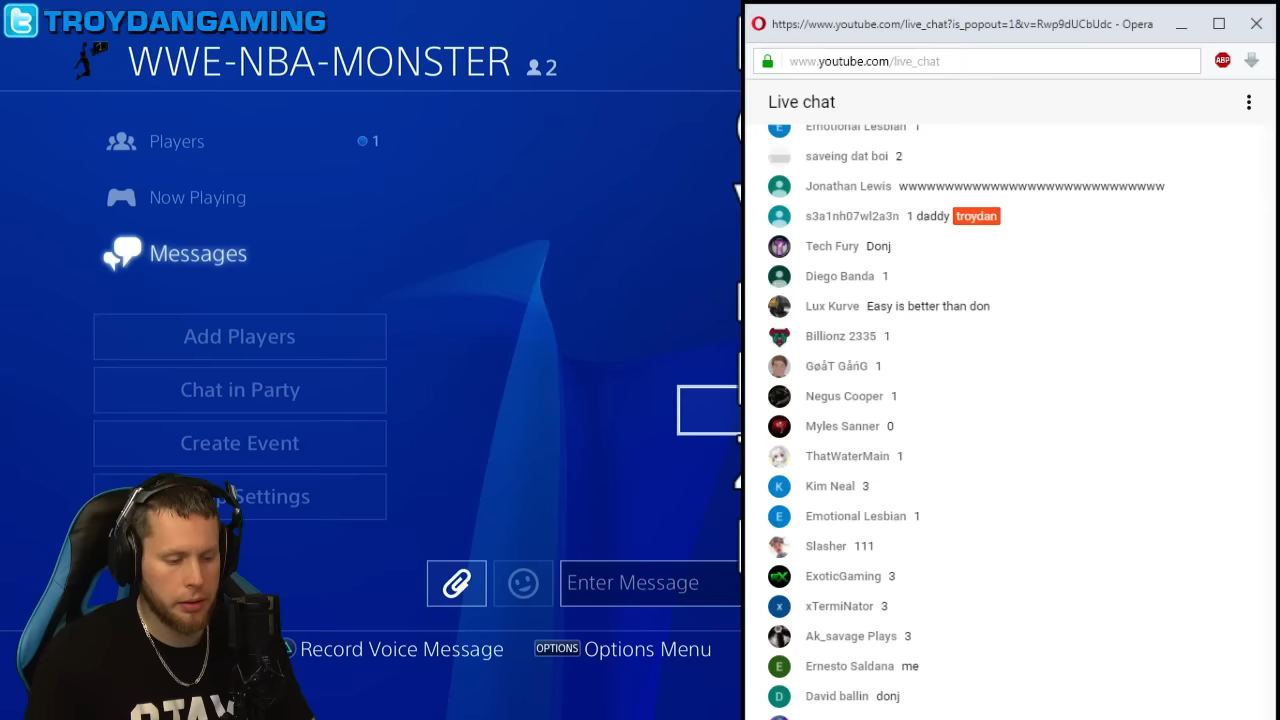 TROYDANGAMING
WWE-NBA-MONSTER 2
Players 1
Now Playing
Messages
Add Players
Chat in Party
Create Event
Settings
Enter Message
Record Voice Message
OPTIONS Options Menu
https://www.youtube.com/live_chat?is_popout=1&v=Rwp9dUCbUdc - Opera
www.youtube.com/live_chat
ABP
Live chat
E Emotional Lesbian 1
saveing dat boi 2
Jonathan Lewis wwwwwwwwwwwwwwwwwwwwwwwwwwwww
s3a1nh07wl2a3n 1 daddy troydan
Tech Fury Donj
Diego Banda 1
Lux Kurve Easy is better than don
Billionz 2335 1
GøåT GåńG 1
Negus Cooper 1
Myles Sanner 0
ThatWaterMain 1
K Kim Neal 3
E Emotional Lesbian 1
Slasher 111
ExoticGaming 3
x xTermiNator 3
Ak_savage Plays 3
E Ernesto Saldana me
D David ballin donj